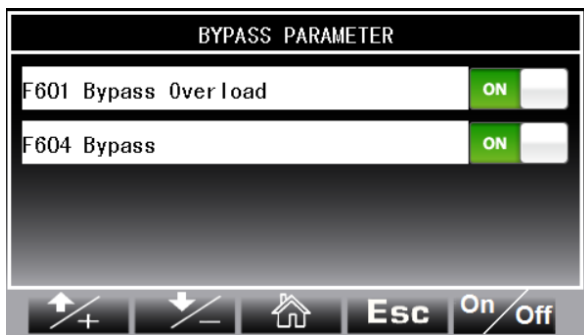 BYPASS PARAMETER
F601 Bypass Overload ON
F604 Bypass ON
/+ /− Esc On/Off